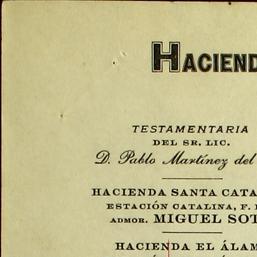 HACIEND
TESTAMENTARIA
DEL SR. LIC.
D. Pablo Martínez del
HACIENDA SANTA CATA
ESTACIÓN CATALINA, F.
ADMOR. MIGUEL SOT
HACIENDA EL ÁLAM